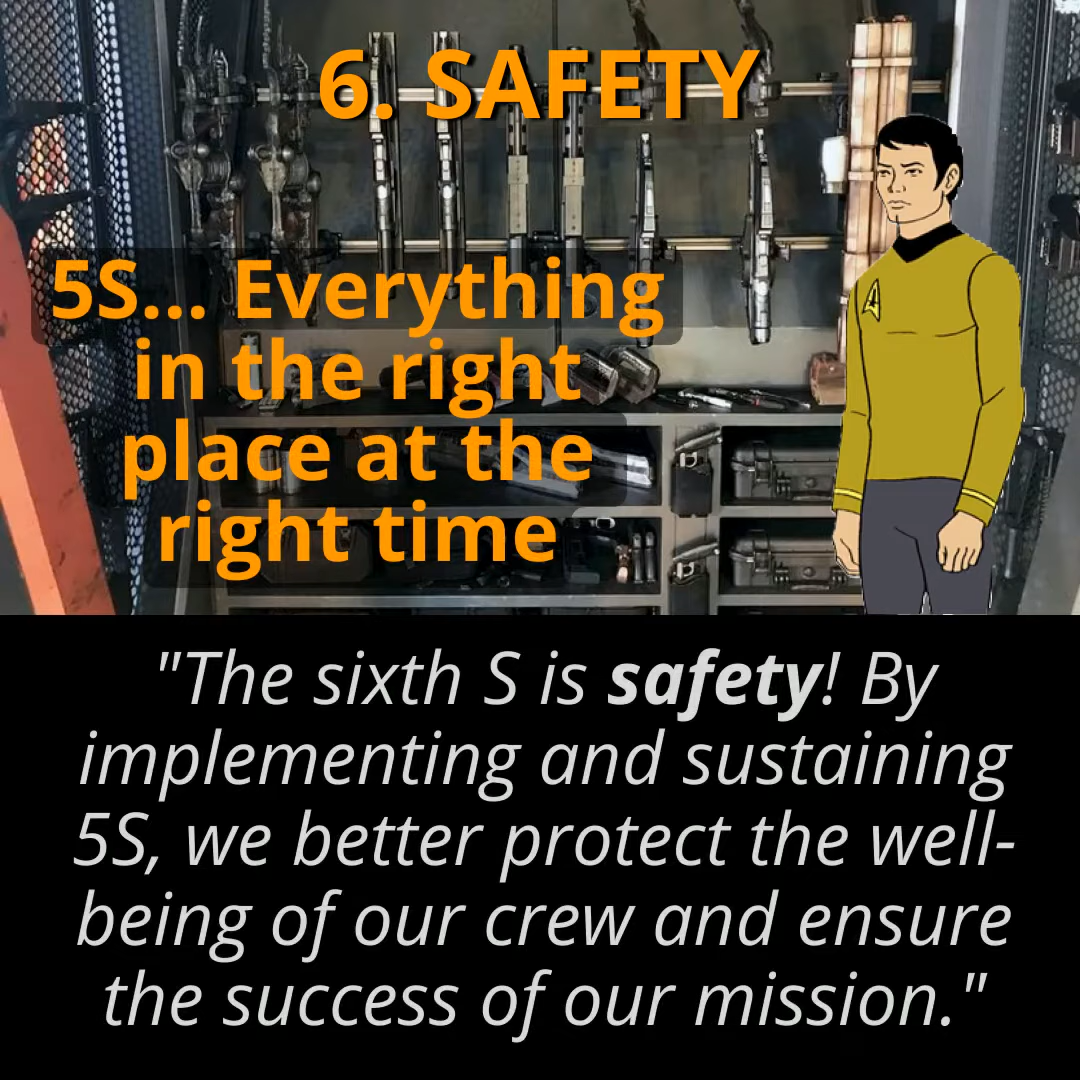 6. SAFETY
5S... Everything
in the right
place at the
right time
"The sixth S is safety! By
implementing and sustaining
5S, we better protect the well-
being of our crew and ensure
the success of our mission."